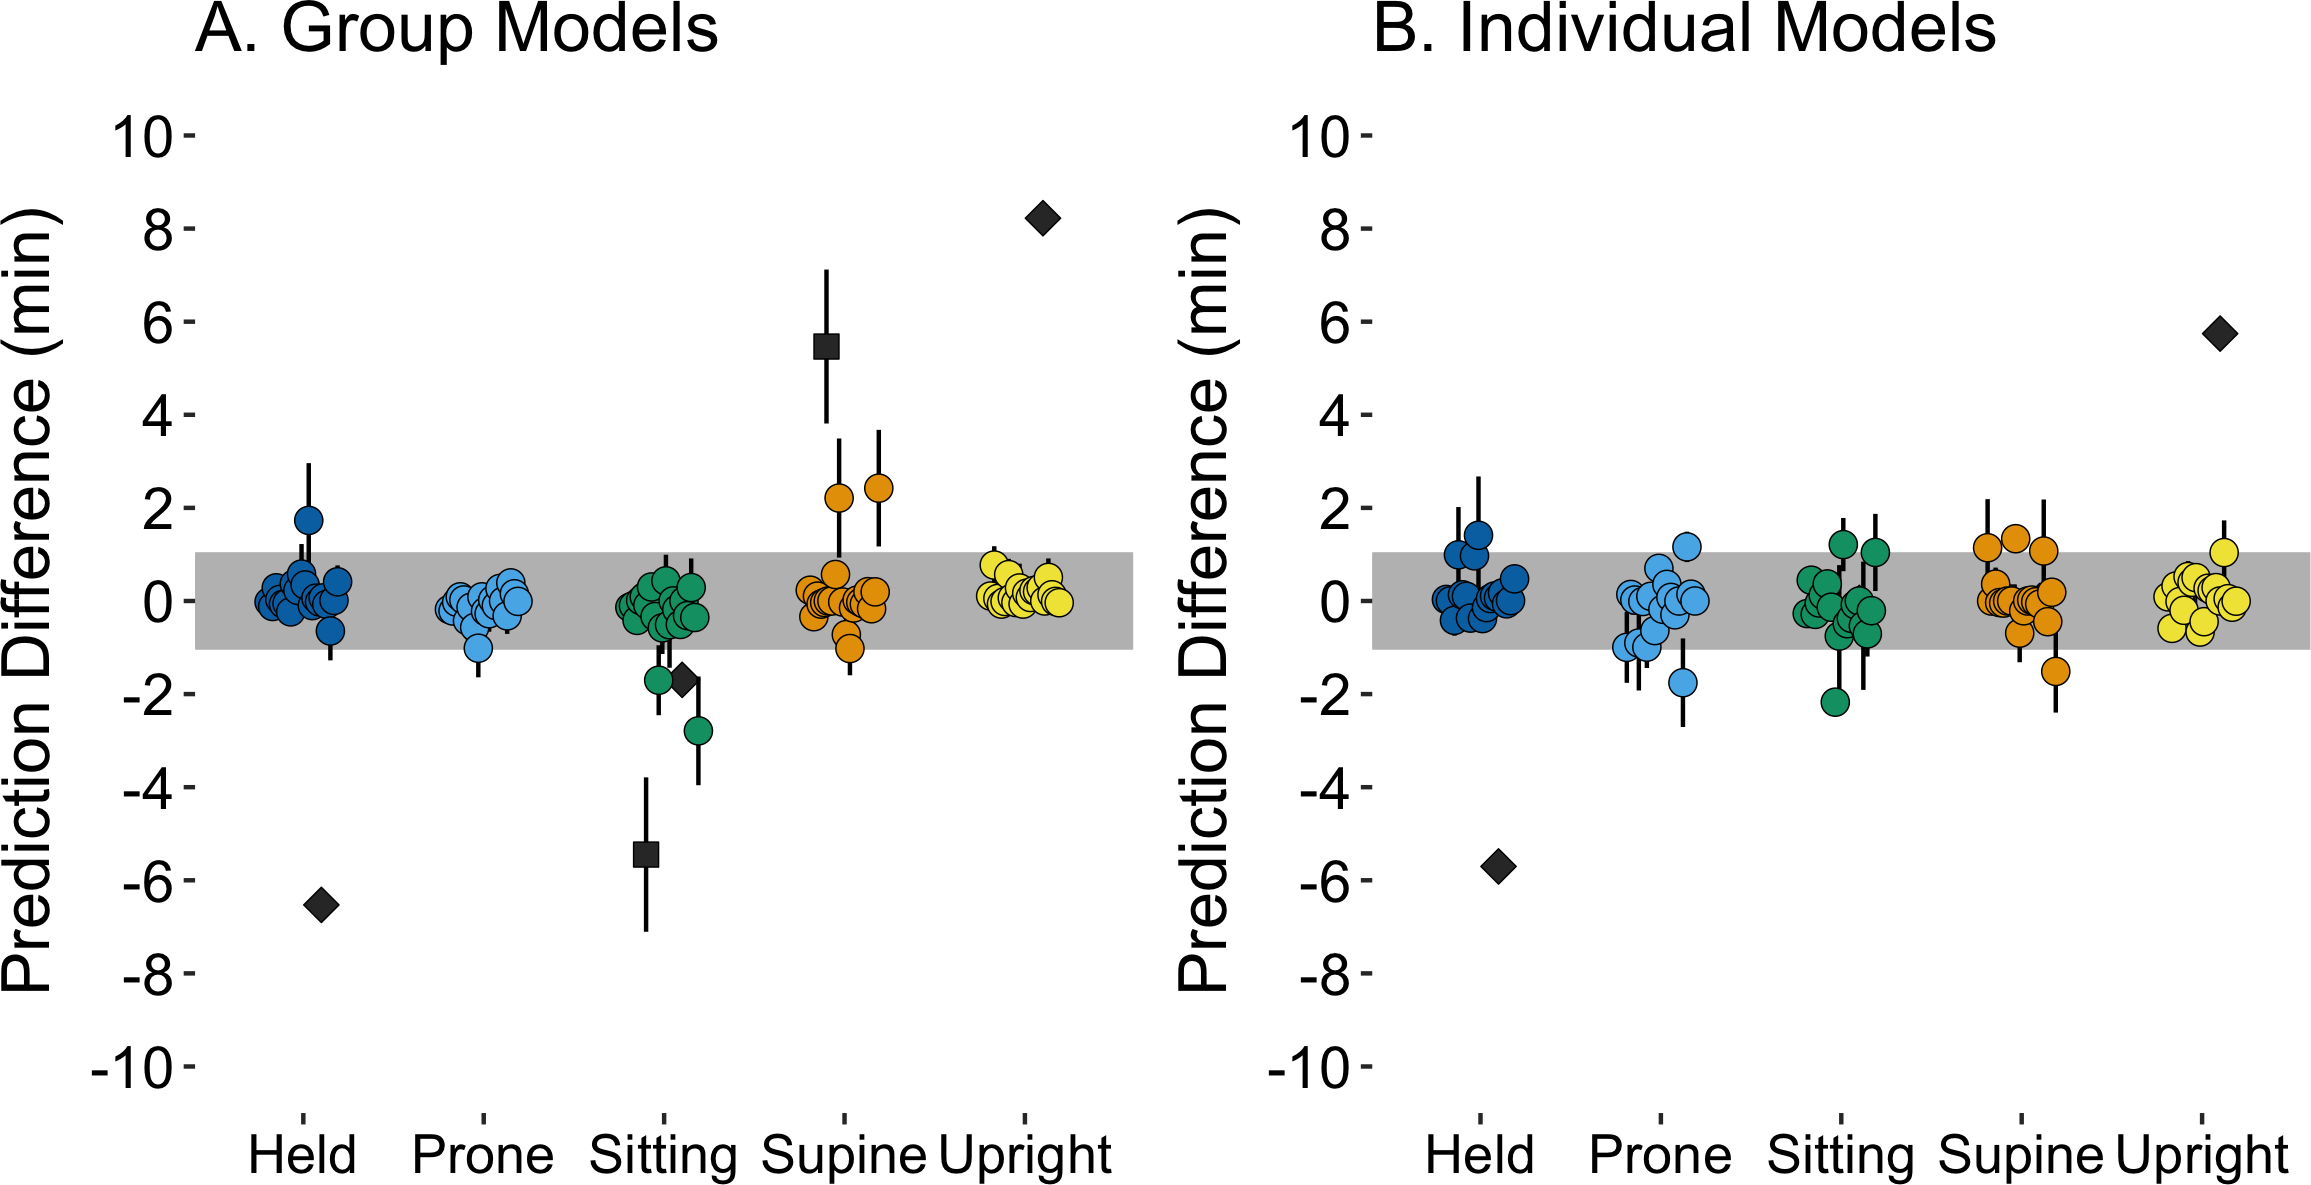 A. Group Models
Prediction Difference (min)
10
8
6
4
2
0
-2
-4
-6
-8
-10
Held
Prone
Sitting
Supine
Upright
B. Individual Models
Prediction Difference (min)
10
8
6
4
2
0
-2
-4
-6
-8
-10
Held
Prone
Sitting
Supine
Upright